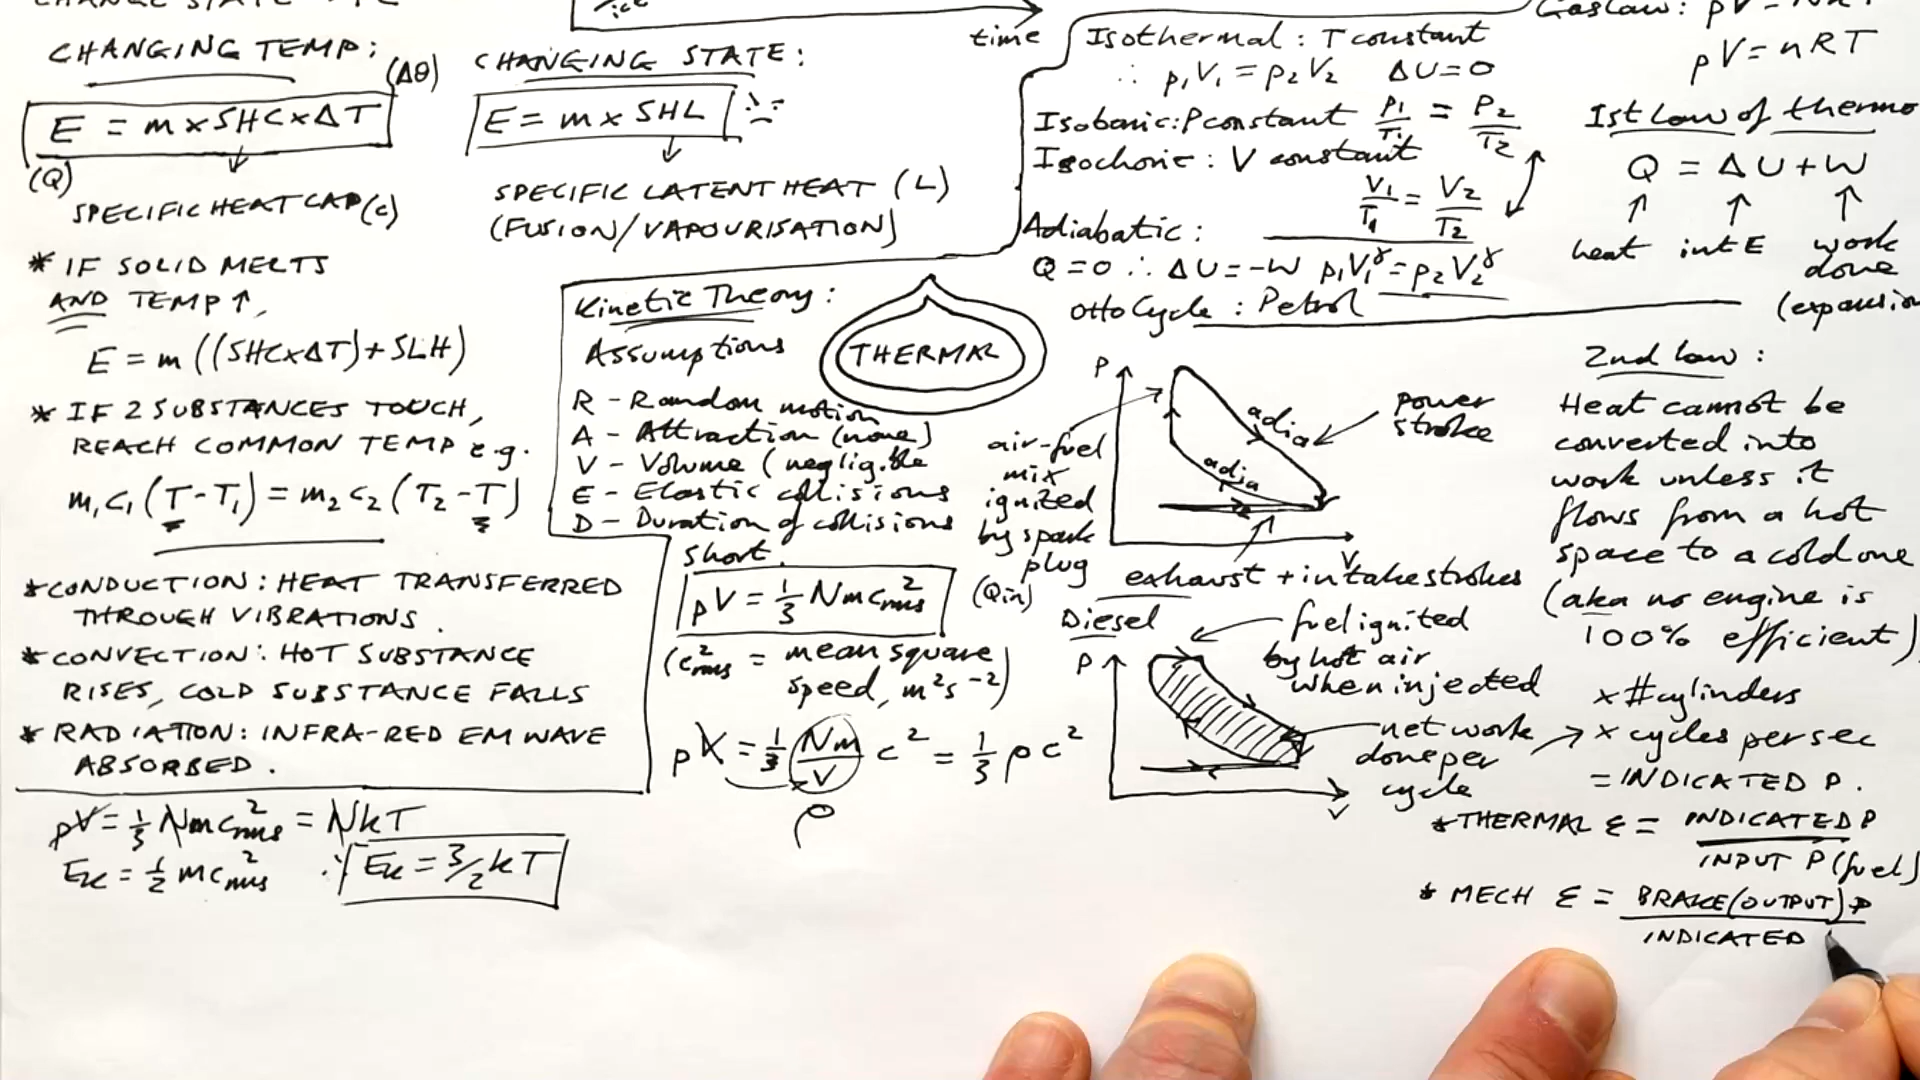 CHANGING TEMP:
(Δθ)
E = m x SHC x ΔT
(Q)
SPECIFIC HEAT CAP (c)
* IF SOLID MELTS
AND TEMP ↑,
E = m ((SHC x ΔT) + SLH)
* IF 2 SUBSTANCES TOUCH,
REACH COMMON TEMP e.g.
m₁c₁(T-T₁) = m₂c₂(T₂-T)
* CONDUCTION: HEAT TRANSFERRED
THROUGH VIBRATIONS.
* CONVECTION: HOT SUBSTANCE
RISES, COLD SUBSTANCE FALLS
* RADIATION: INFRA-RED EM WAVE
ABSORBED.
pV = 1/3 Nmc²rms = NkT
Ek = 1/2 mc²rms ∴ Ek = 3/2 kT
ice
time
CHANGING STATE:
E = m x SHL
SPECIFIC LATENT HEAT (L)
(FUSION/VAPOURISATION)
Kinetic Theory:
Assumptions
R - Random motion
A - Attraction (none)
V - Volume (negligible
E - Elastic collisions
D - Duration of collisions
short.
pV = 1/3 Nmc²rms
(c²rms = mean square
speed, m²s⁻²)
pV = 1/3 (Nm/V) c² = 1/3 ρc²
ρ
THERMAL
Isothermal: T constant
∴ p₁V₁ = p₂V₂ ΔU = 0
Isobaric: P constant P₁/T₁ = P₂/T₂
Isochoric: V constant
V₁/T₁ = V₂/T₂
Adiabatic:
Q = 0 ∴ ΔU = -W p₁V₁^γ = p₂V₂^γ
Otto Cycle: Petrol
P
air-fuel
mix
ignited
by spark
plug
(Qin)
adia
adia
power
stroke
V
exhaust + intake strokes
Diesel
P
fuel ignited
by hot air
when injected
net work
done per
cycle
V
Gas Law: pV = NkT
pV = nRT
1st Law of thermo
Q = ΔU + W
heat int E work
done
(expansion
2nd law:
Heat cannot be
converted into
work unless it
flows from a hot
space to a cold one
(aka no engine is
100% efficient)
x #cylinders
x cycles per sec
= INDICATED P.
* THERMAL ε = INDICATED P
INPUT P (fuel)
* MECH ε = BRAKE (OUTPUT) P
INDICATED